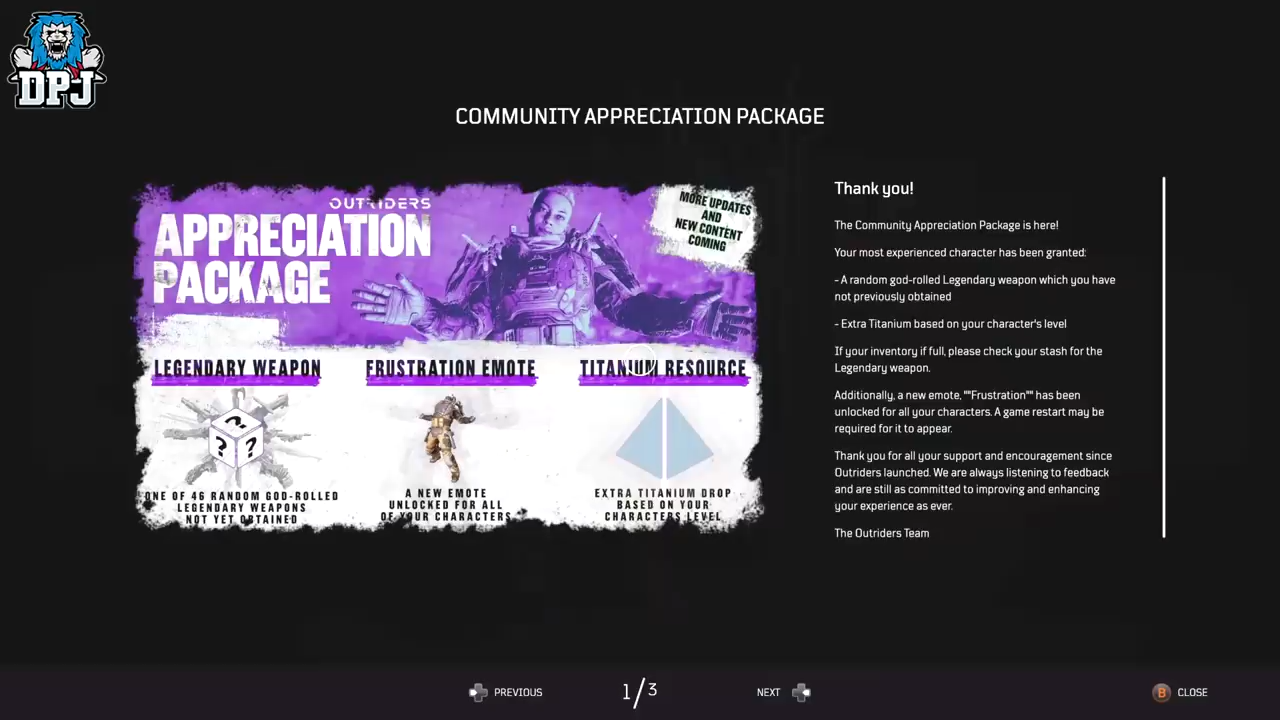 DPJ
COMMUNITY APPRECIATION PACKAGE
OUTRIDERS
APPRECIATION
PACKAGE
MORE UPDATES
AND
NEW CONTENT
COMING
LEGENDARY WEAPON
FRUSTRATION EMOTE
TITANIUM RESOURCE
? ? ?
ONE OF 46 RANDOM GOD-ROLLED
LEGENDARY WEAPONS
NOT YET OBTAINED
A NEW EMOTE
UNLOCKED FOR ALL
OF YOUR CHARACTERS
EXTRA TITANIUM DROP
BASED ON YOUR
CHARACTERS LEVEL
Thank you!
The Community Appreciation Package is here!
Your most experienced character has been granted:
- A random god-rolled Legendary weapon which you have
not previously obtained
- Extra Titanium based on your character's level
If your inventory if full, please check your stash for the
Legendary weapon.
Additionally, a new emote, ""Frustration"" has been
unlocked for all your characters. A game restart may be
required for it to appear.
Thank you for all your support and encouragement since
Outriders launched. We are always listening to feedback
and are still as committed to improving and enhancing
your experience as ever.
The Outriders Team
PREVIOUS
1/3
NEXT
B CLOSE